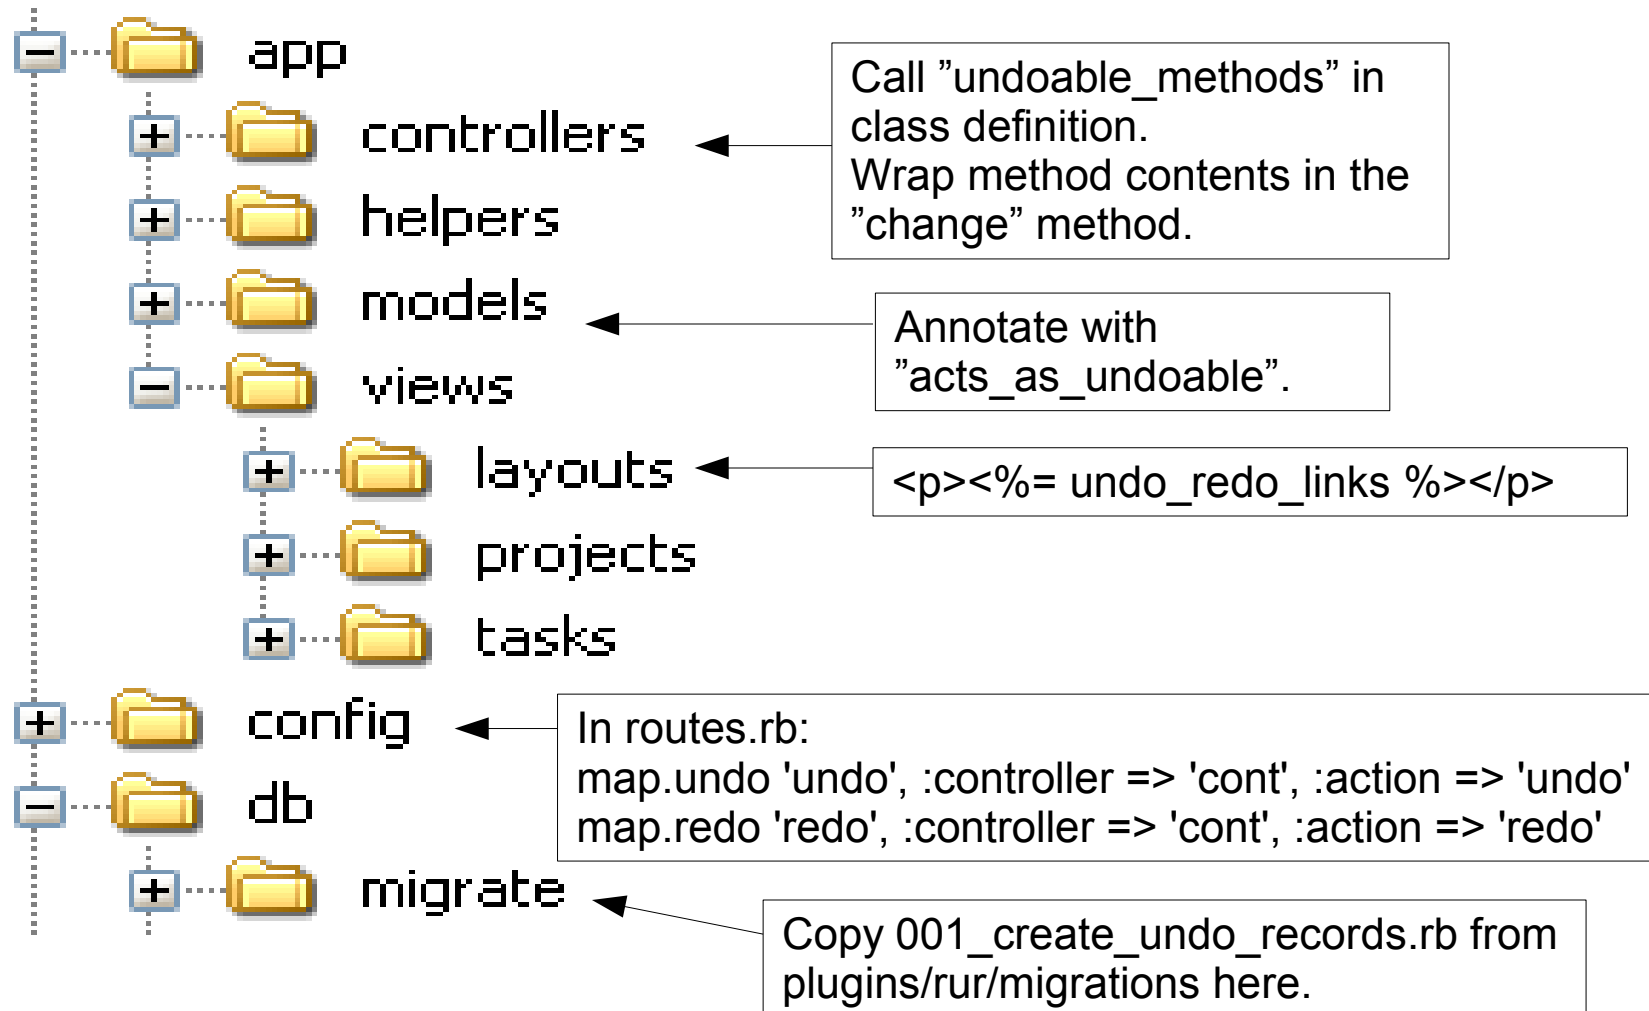 app
controllers
Call ”undoable_methods” in
class definition.
Wrap method contents in the
”change” method.
helpers
models
Annotate with
”acts_as_undoable”.
views
layouts
<p><%= undo_redo_links %></p>
projects
tasks
config
In routes.rb:
map.undo 'undo', :controller => 'cont', :action => 'undo'
map.redo 'redo', :controller => 'cont', :action => 'redo'
db
migrate
Copy 001_create_undo_records.rb from
plugins/rur/migrations here.